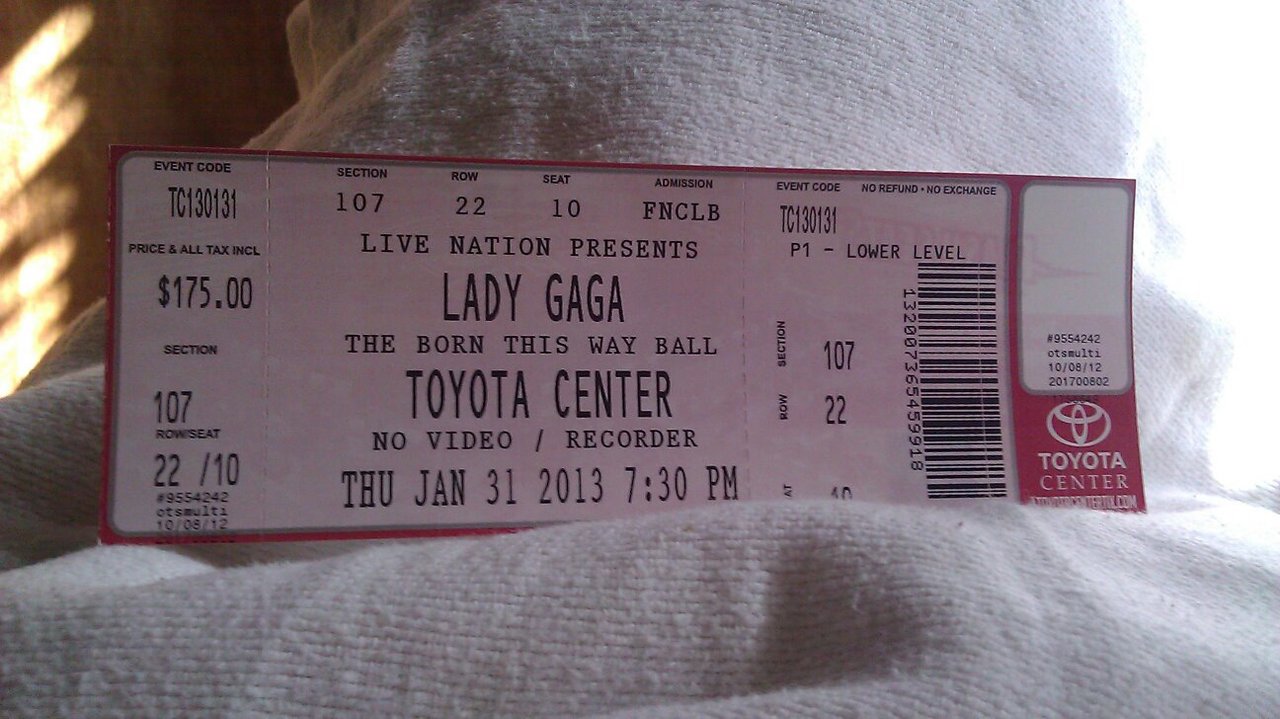 EVENT CODE
TC130131
PRICE & ALL TAX INCL
$175.00
SECTION
107
ROW/SEAT
22 /10
#9554242
otsmulti
10/08/12
SECTION ROW SEAT ADMISSION
107 22 10 FNCLB
LIVE NATION PRESENTS
LADY GAGA
THE BORN THIS WAY BALL
TOYOTA CENTER
NO VIDEO / RECORDER
THU JAN 31 2013 7:30 PM
EVENT CODE NO REFUND • NO EXCHANGE
TC130131
P1 - LOWER LEVEL
SECTION 107
ROW 22
10
#9554242
otsmulti
10/08/12
201700802
TOYOTA
CENTER